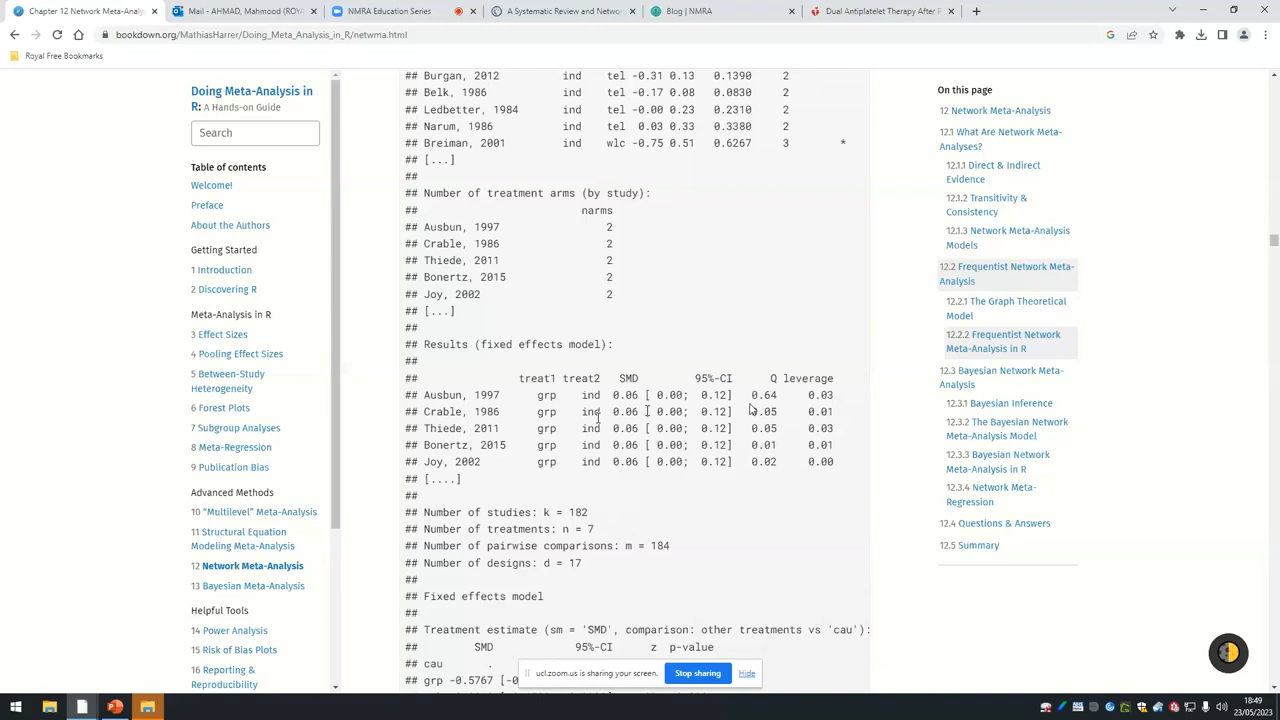 Chapter 12 Network Meta-Analy
Mail - AHMAD, Mahmood (ROYA
NMRA Education Series
A Systematic Review and Networ
Blog | NMRA
Dual Antiplatelet Therapy After P
bookdown.org/MathiasHarrer/Doing_Meta_Analysis_in_R/netwma.html
Royal Free Bookmarks
Doing Meta-Analysis in
R: A Hands-on Guide
Search
Table of contents
Welcome!
Preface
About the Authors
Getting Started
1 Introduction
2 Discovering R
Meta-Analysis in R
3 Effect Sizes
4 Pooling Effect Sizes
5 Between-Study
Heterogeneity
6 Forest Plots
7 Subgroup Analyses
8 Meta-Regression
9 Publication Bias
Advanced Methods
10 “Multilevel” Meta-Analysis
11 Structural Equation
Modeling Meta-Analysis
12 Network Meta-Analysis
13 Bayesian Meta-Analysis
Helpful Tools
14 Power Analysis
15 Risk of Bias Plots
16 Reporting &
Reproducibility
## Burgan, 2012 ind tel -0.31 0.13 0.1390 2
## Belk, 1986 ind tel -0.17 0.08 0.0830 2
## Ledbetter, 1984 ind tel -0.00 0.23 0.2310 2
## Narum, 1986 ind tel 0.03 0.33 0.3380 2
## Breiman, 2001 ind wlc -0.75 0.51 0.6267 3 *
## [...]
##
## Number of treatment arms (by study):
## narms
## Ausbun, 1997 2
## Crable, 1986 2
## Thiede, 2011 2
## Bonertz, 2015 2
## Joy, 2002 2
## [...]
##
## Results (fixed effects model):
##
## treat1 treat2 SMD 95%-CI Q leverage
## Ausbun, 1997 grp ind 0.06 [ 0.00; 0.12] 0.64 0.03
## Crable, 1986 grp ind 0.06 [ 0.00; 0.12] 0.05 0.01
## Thiede, 2011 grp ind 0.06 [ 0.00; 0.12] 0.05 0.03
## Bonertz, 2015 grp ind 0.06 [ 0.00; 0.12] 0.01 0.01
## Joy, 2002 grp ind 0.06 [ 0.00; 0.12] 0.02 0.00
## [....]
##
## Number of studies: k = 182
## Number of treatments: n = 7
## Number of pairwise comparisons: m = 184
## Number of designs: d = 17
##
## Fixed effects model
##
## Treatment estimate (sm = 'SMD', comparison: other treatments vs 'cau'):
## SMD 95%-CI z p-value
## cau .
## grp -0.5767 [-0
On this page
12 Network Meta-Analysis
12.1 What Are Network Meta-
Analyses?
12.1.1 Direct & Indirect
Evidence
12.1.2 Transitivity &
Consistency
12.1.3 Network Meta-Analysis
Models
12.2 Frequentist Network Meta-
Analysis
12.2.1 The Graph Theoretical
Model
12.2.2 Frequentist Network
Meta-Analysis in R
12.3 Bayesian Network Meta-
Analysis
12.3.1 Bayesian Inference
12.3.2 The Bayesian Network
Meta-Analysis Model
12.3.3 Bayesian Network
Meta-Analysis in R
12.3.4 Network Meta-
Regression
12.4 Questions & Answers
12.5 Summary
ucl.zoom.us is sharing your screen.
Stop sharing
Hide
18:49
23/05/2023